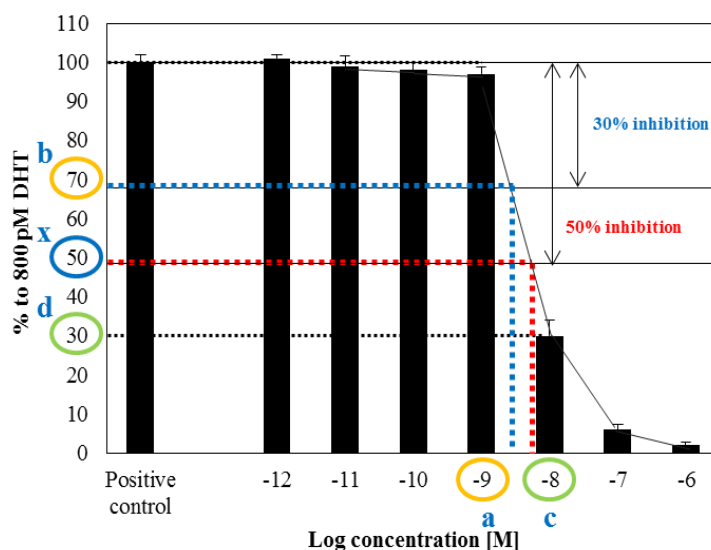 110
100
90
80
b
70
60
x
50
40
d
30
20
10
0
% to 800 pM DHT
30% inhibition
50% inhibition
Positive control
-12
-11
-10
-9
-8
-7
-6
a
c
Log concentration [M]